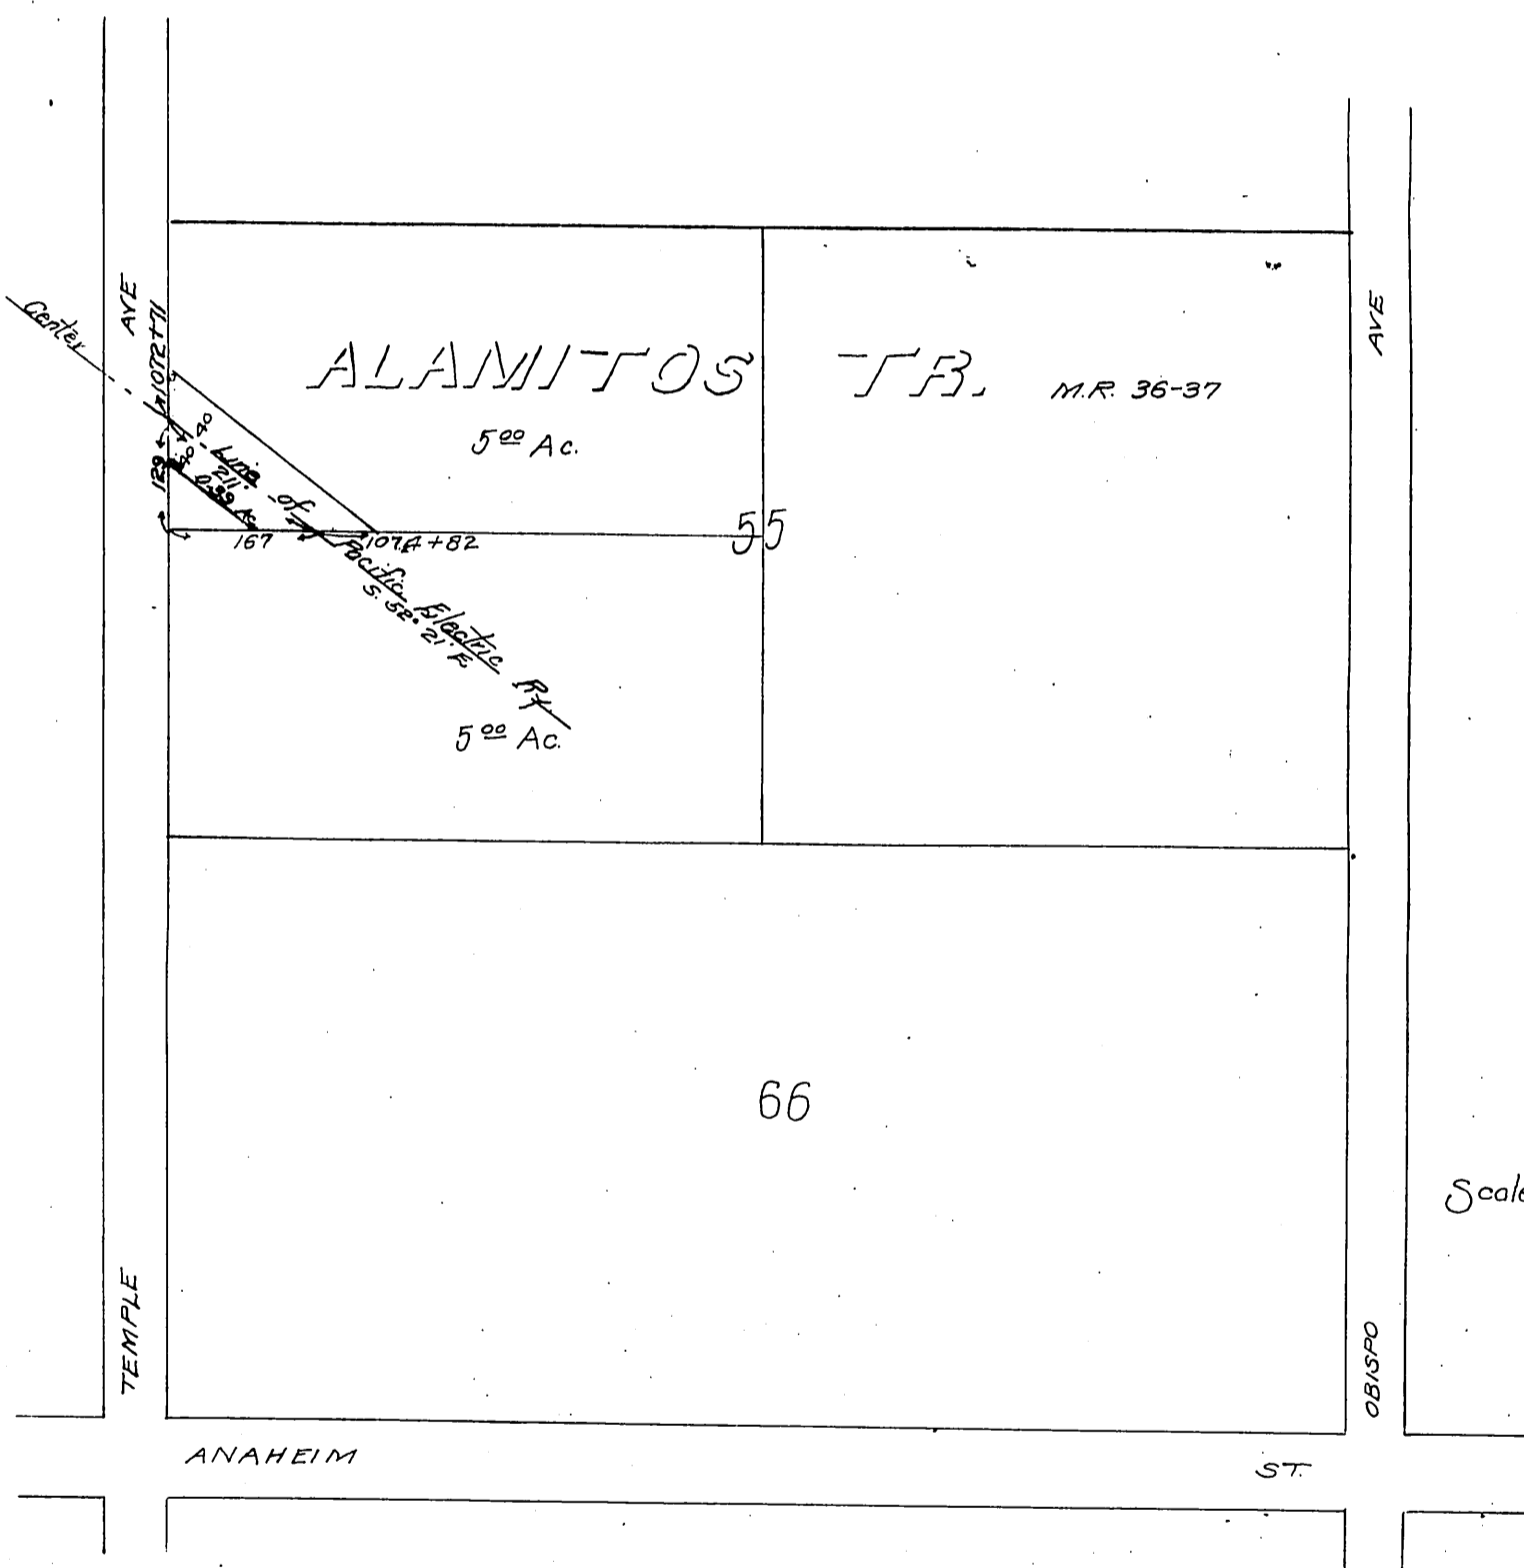 AVE
AVE
Center
1072+71
ALAMITOS TR. M.R. 36-37
5 00 Ac.
40
40
129
Line of
211
0.39 Ac.
55
167
1074+82
Pacific Electric Ry.
S. 52° 21' E.
5 00 Ac.
66
Scale
TEMPLE
OBISPO
ANAHEIM ST.